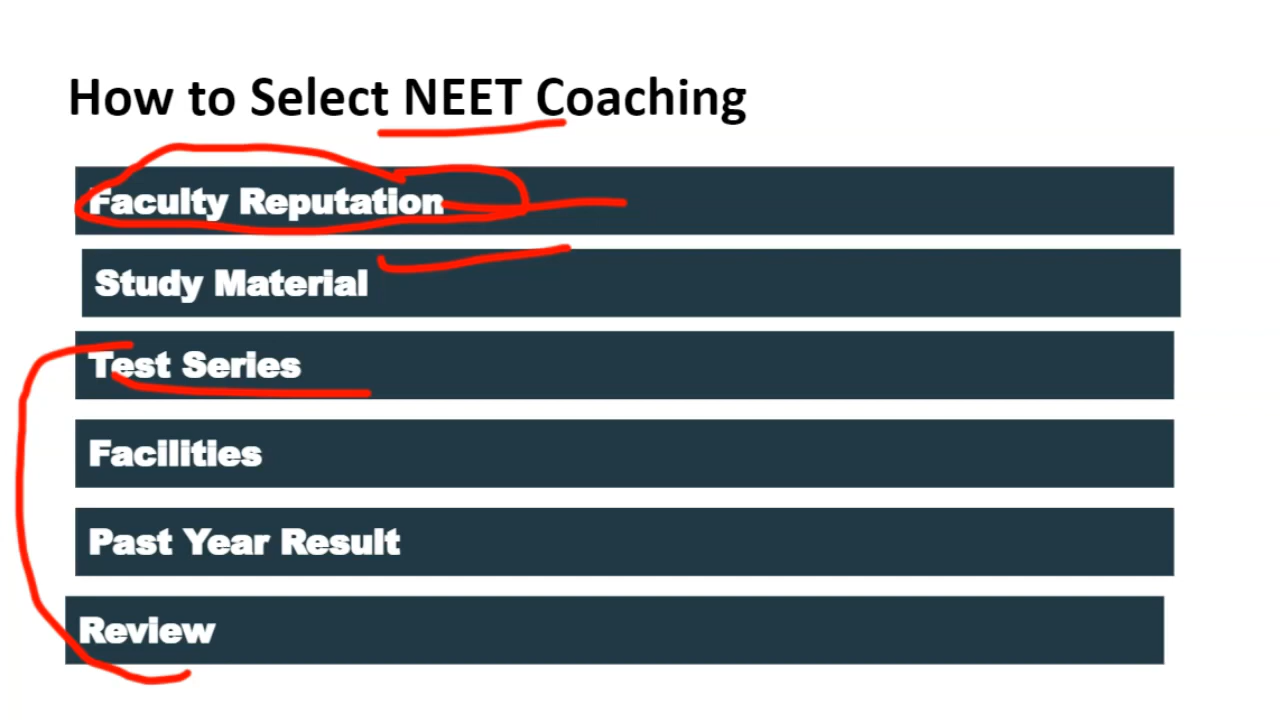 How to Select NEET Coaching
Faculty Reputation
Study Material
Test Series
Facilities
Past Year Result
Review